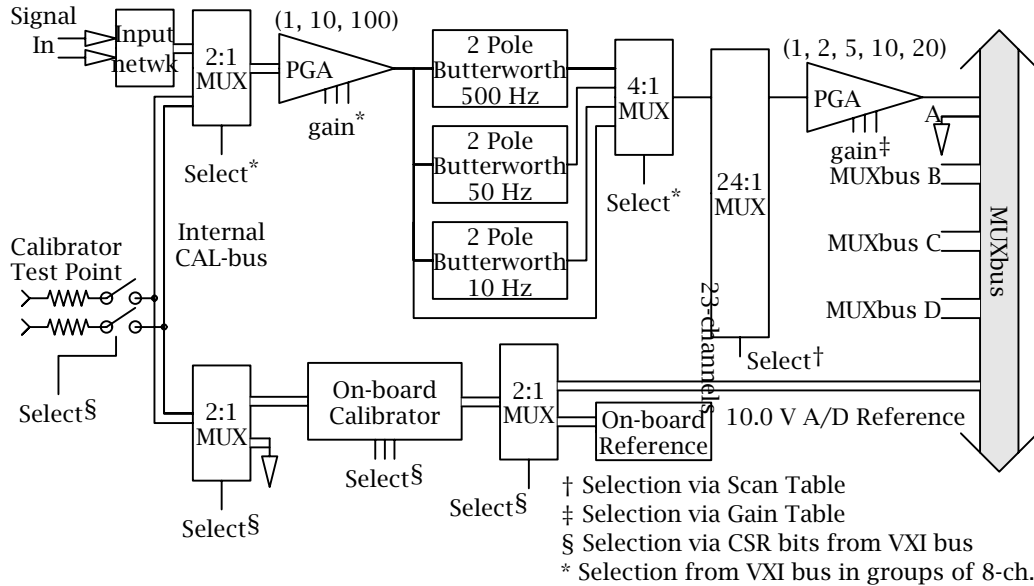 Signal
In
Input
netwk
2:1
MUX
(1, 10, 100)
PGA
gain*
Select*
2 Pole
Butterworth
500 Hz
2 Pole
Butterworth
50 Hz
2 Pole
Butterworth
10 Hz
4:1
MUX
Select*
24:1
MUX
Select†
23-channels
(1, 2, 5, 10, 20)
PGA
gain‡
A
MUXbus B
MUXbus C
MUXbus D
MUXbus
Internal
CAL-bus
Calibrator
Test Point
Select§
2:1
MUX
Select§
On-board
Calibrator
Select§
2:1
MUX
Select§
On-board
Reference
10.0 V A/D Reference
† Selection via Scan Table
‡ Selection via Gain Table
§ Selection via CSR bits from VXI bus
* Selection from VXI bus in groups of 8-ch.